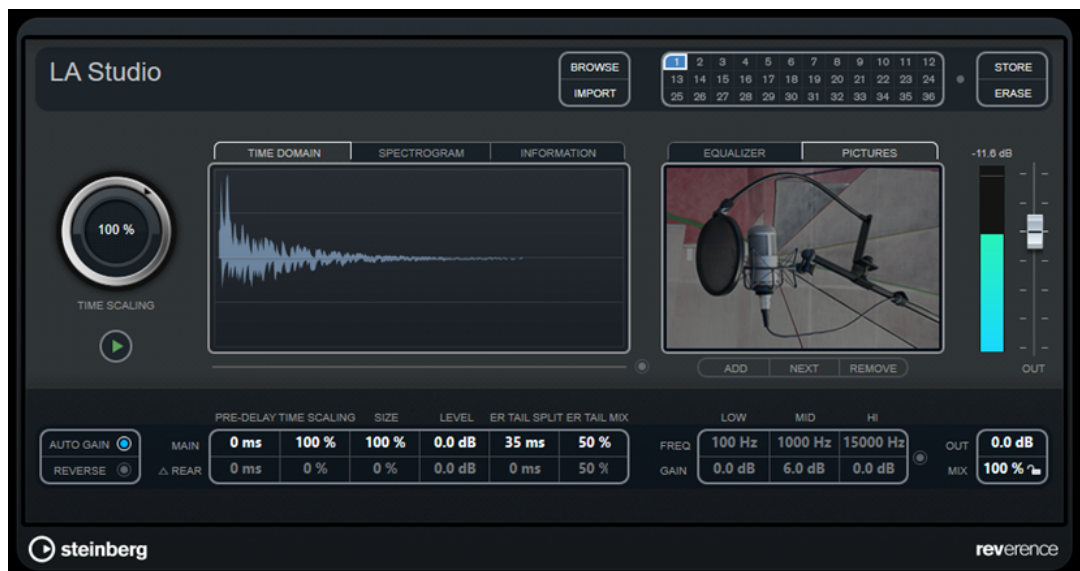 LA Studio
BROWSE
IMPORT
1 2 3 4 5 6 7 8 9 10 11 12
13 14 15 16 17 18 19 20 21 22 23 24
25 26 27 28 29 30 31 32 33 34 35 36
STORE
ERASE
TIME DOMAIN SPECTROGRAM INFORMATION
EQUALIZER PICTURES
-11.6 dB
100 %
TIME SCALING
ADD NEXT REMOVE
OUT
PRE-DELAY TIME SCALING SIZE LEVEL ER TAIL SPLIT ER TAIL MIX
LOW MID HI
AUTO GAIN
MAIN 0 ms 100 % 100 % 0.0 dB 35 ms 50 %
FREQ 100 Hz 1000 Hz 15000 Hz
OUT 0.0 dB
REVERSE
△ REAR 0 ms 0 % 0 % 0.0 dB 0 ms 50 %
GAIN 0.0 dB 6.0 dB 0.0 dB
MIX 100 %
steinberg
reverence